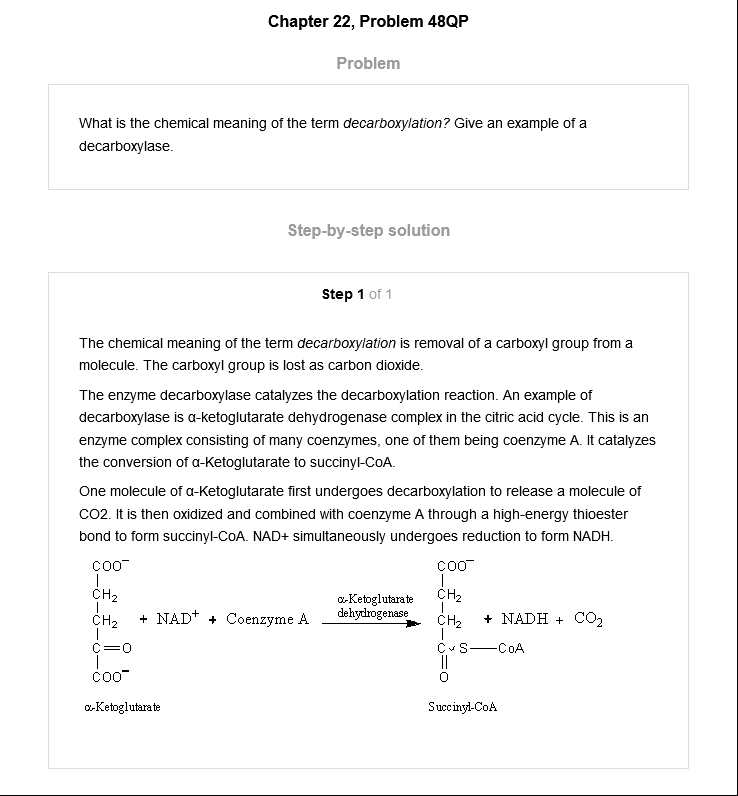 Chapter 22, Problem 48QP
Problem
What is the chemical meaning of the term decarboxylation? Give an example of a
decarboxylase.
Step-by-step solution
Step 1 of 1
The chemical meaning of the term decarboxylation is removal of a carboxyl group from a
molecule. The carboxyl group is lost as carbon dioxide.
The enzyme decarboxylase catalyzes the decarboxylation reaction. An example of
decarboxylase is α-ketoglutarate dehydrogenase complex in the citric acid cycle. This is an
enzyme complex consisting of many coenzymes, one of them being coenzyme A. It catalyzes
the conversion of α-Ketoglutarate to succinyl-CoA.
One molecule of α-Ketoglutarate first undergoes decarboxylation to release a molecule of
CO2. It is then oxidized and combined with coenzyme A through a high-energy thioester
bond to form succinyl-CoA. NAD+ simultaneously undergoes reduction to form NADH.
COO⁻
CH₂
CH₂ + NAD⁺ + Coenzyme A
C=O
COO⁻
α-Ketoglutarate
α-Ketoglutarate
dehydrogenase
COO⁻
CH₂
CH₂ + NADH + CO₂
C S—CoA
O
Succinyl-CoA